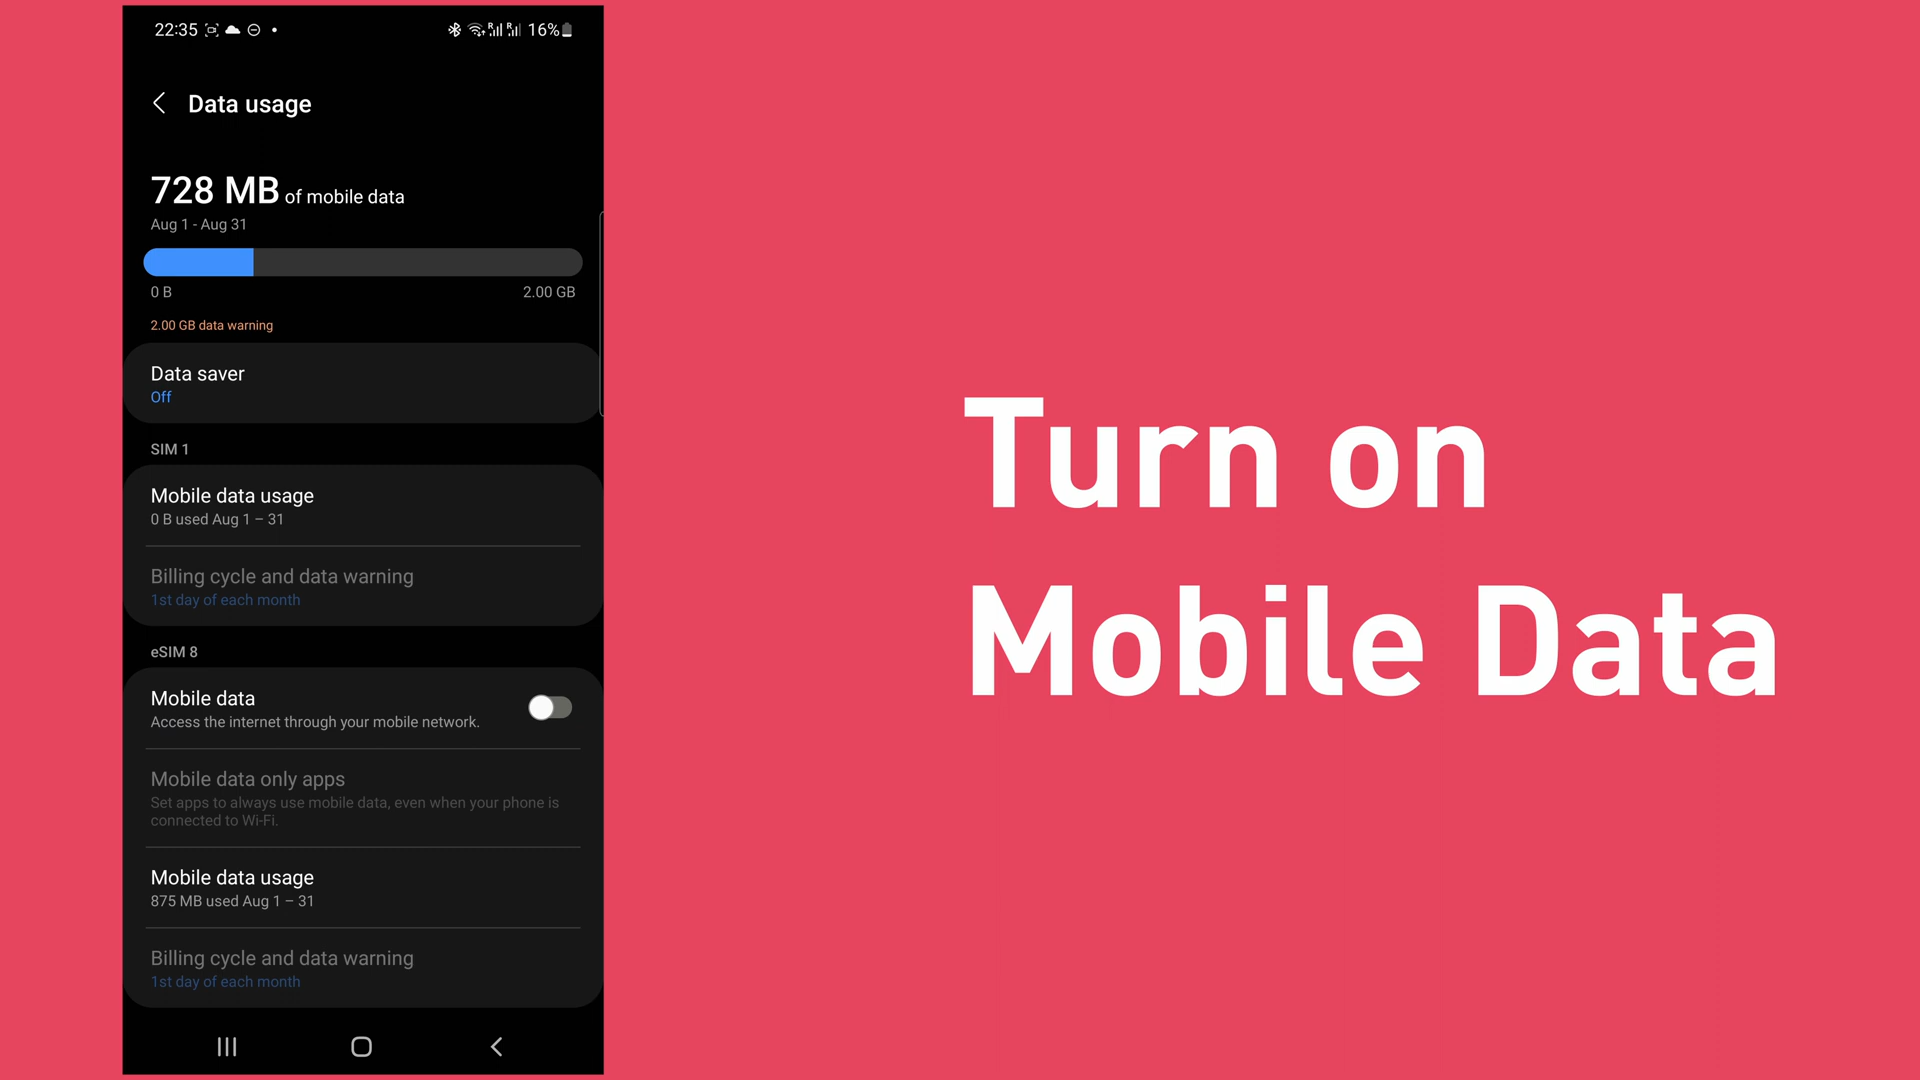 22:35 16%
Data usage
728 MB of mobile data
Aug 1 - Aug 31
0 B 2.00 GB
2.00 GB data warning
Data saver
Off
SIM 1
Mobile data usage
0 B used Aug 1 – 31
Billing cycle and data warning
1st day of each month
eSIM 8
Mobile data
Access the internet through your mobile network.
Mobile data only apps
Set apps to always use mobile data, even when your phone is
connected to Wi-Fi.
Mobile data usage
875 MB used Aug 1 – 31
Billing cycle and data warning
1st day of each month
Turn on
Mobile Data